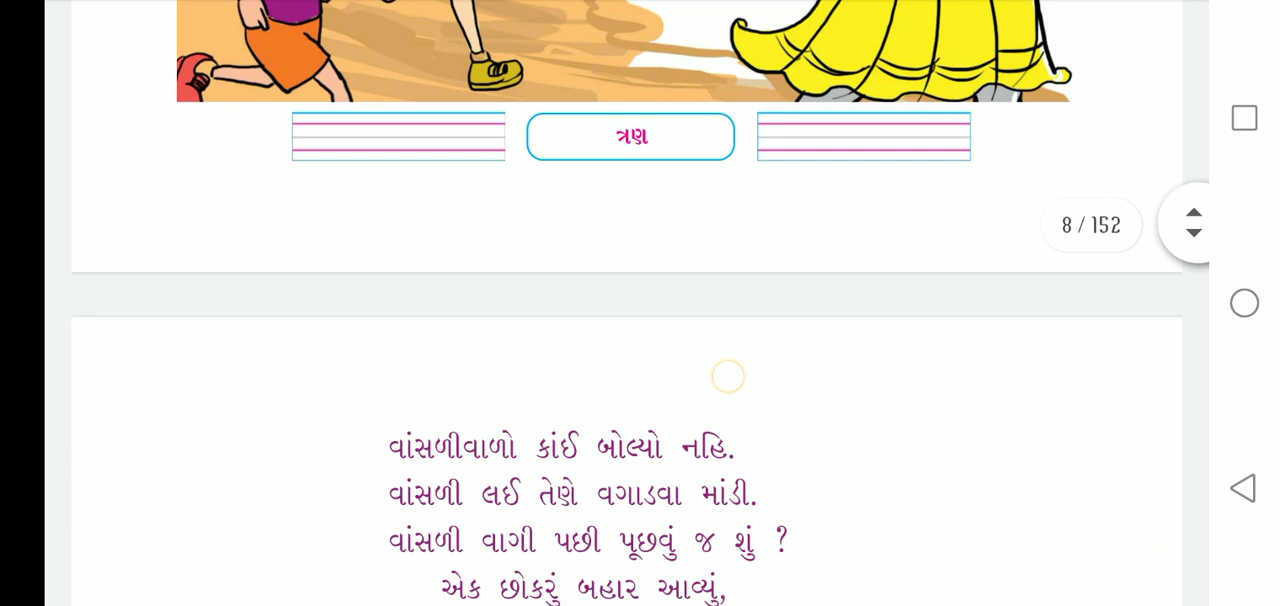 ત્રણ
8 / 152
વાંસળીવાળો કાંઈ બોલ્યો નહિ.
વાંસળી લઈ તેણે વગાડવા માંડી.
વાંસળી વાગી પછી પૂછવું જ શું ?
એક છોકરું બહાર આવ્યું,